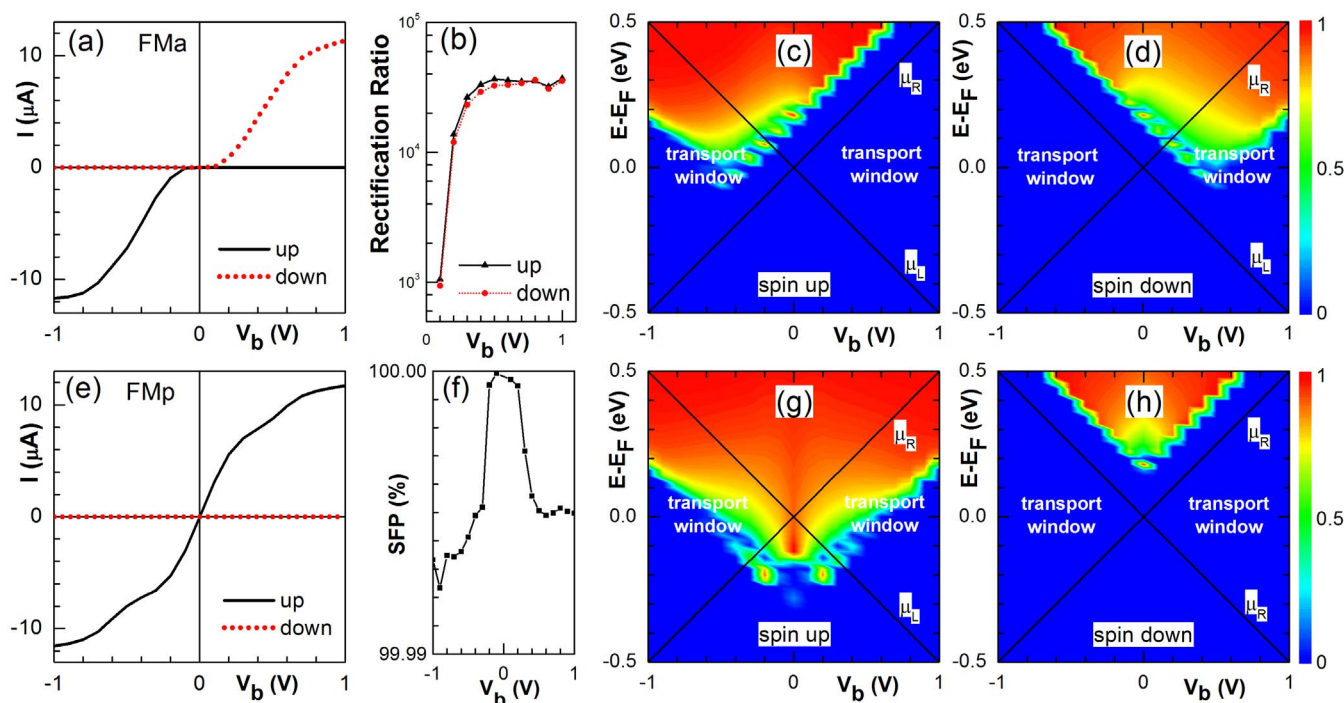 (a) FMa
I (μA)
10
0
-10
up
down
-1 0 1
V_b (V)
(b)
Rectification Ratio
10^5
10^4
10^3
up
down
-1 0 1
V_b (V)
(c)
E-E_F (eV)
0.5
0.0
-0.5
μ_R
transport
window
transport
window
μ_L
spin up
-1 0 1
V_b (V)
(d)
E-E_F (eV)
0.5
0.0
-0.5
μ_R
transport
window
transport
window
μ_L
spin down
-1 0 1
V_b (V)
1
0.5
0
(e) FMp
I (μA)
10
0
-10
up
down
-1 0 1
V_b (V)
(f)
SFP (%)
100.00
99.99
-1 0 1
V_b (V)
(g)
E-E_F (eV)
0.5
0.0
-0.5
μ_R
transport
window
transport
window
μ_L
spin up
-1 0 1
V_b (V)
(h)
E-E_F (eV)
0.5
0.0
-0.5
μ_R
transport
window
transport
window
μ_R
spin down
-1 0 1
V_b (V)
1
0.5
0